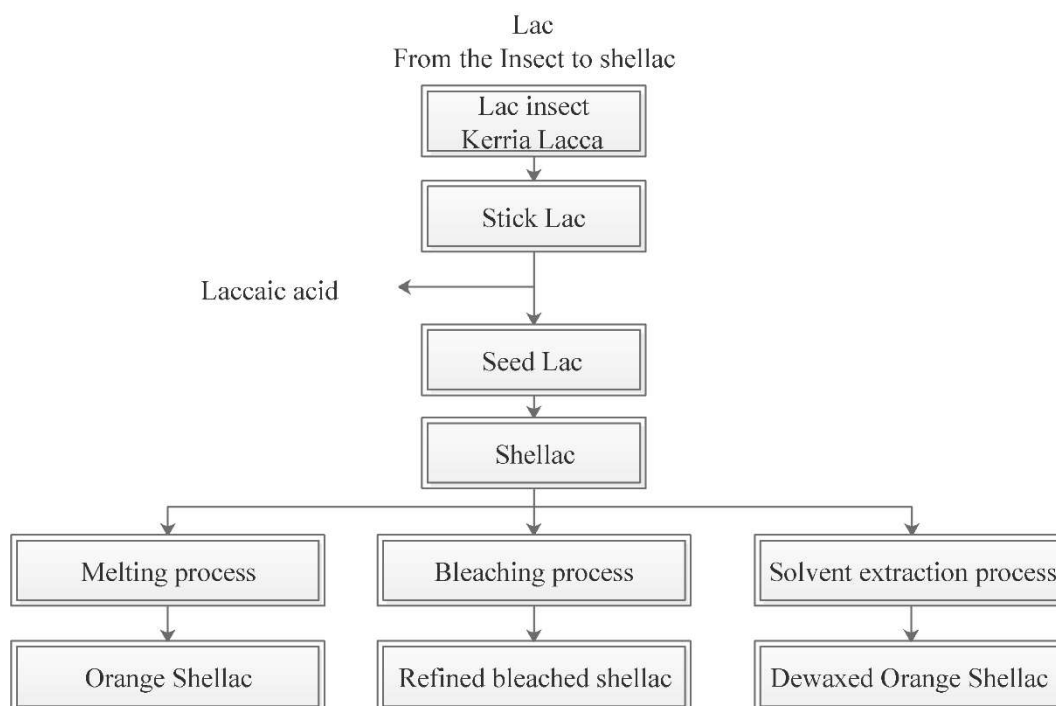 Lac
From the Insect to shellac
Lac insect
Kerria Lacca
Stick Lac
Laccaic acid
Seed Lac
Shellac
Melting process
Bleaching process
Solvent extraction process
Orange Shellac
Refined bleached shellac
Dewaxed Orange Shellac